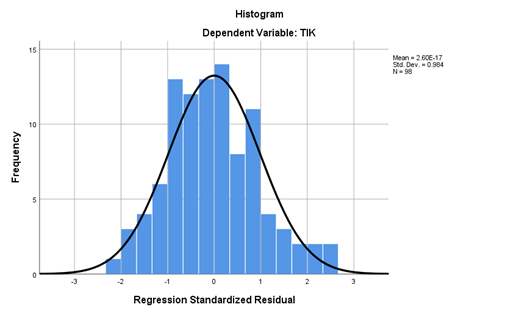 Histogram
Dependent Variable: TIK
Mean = 2.60E-17
Std. Dev. = 0.984
N = 98
15
10
5
0
Frequency
-3 -2 -1 0 1 2 3
Regression Standardized Residual